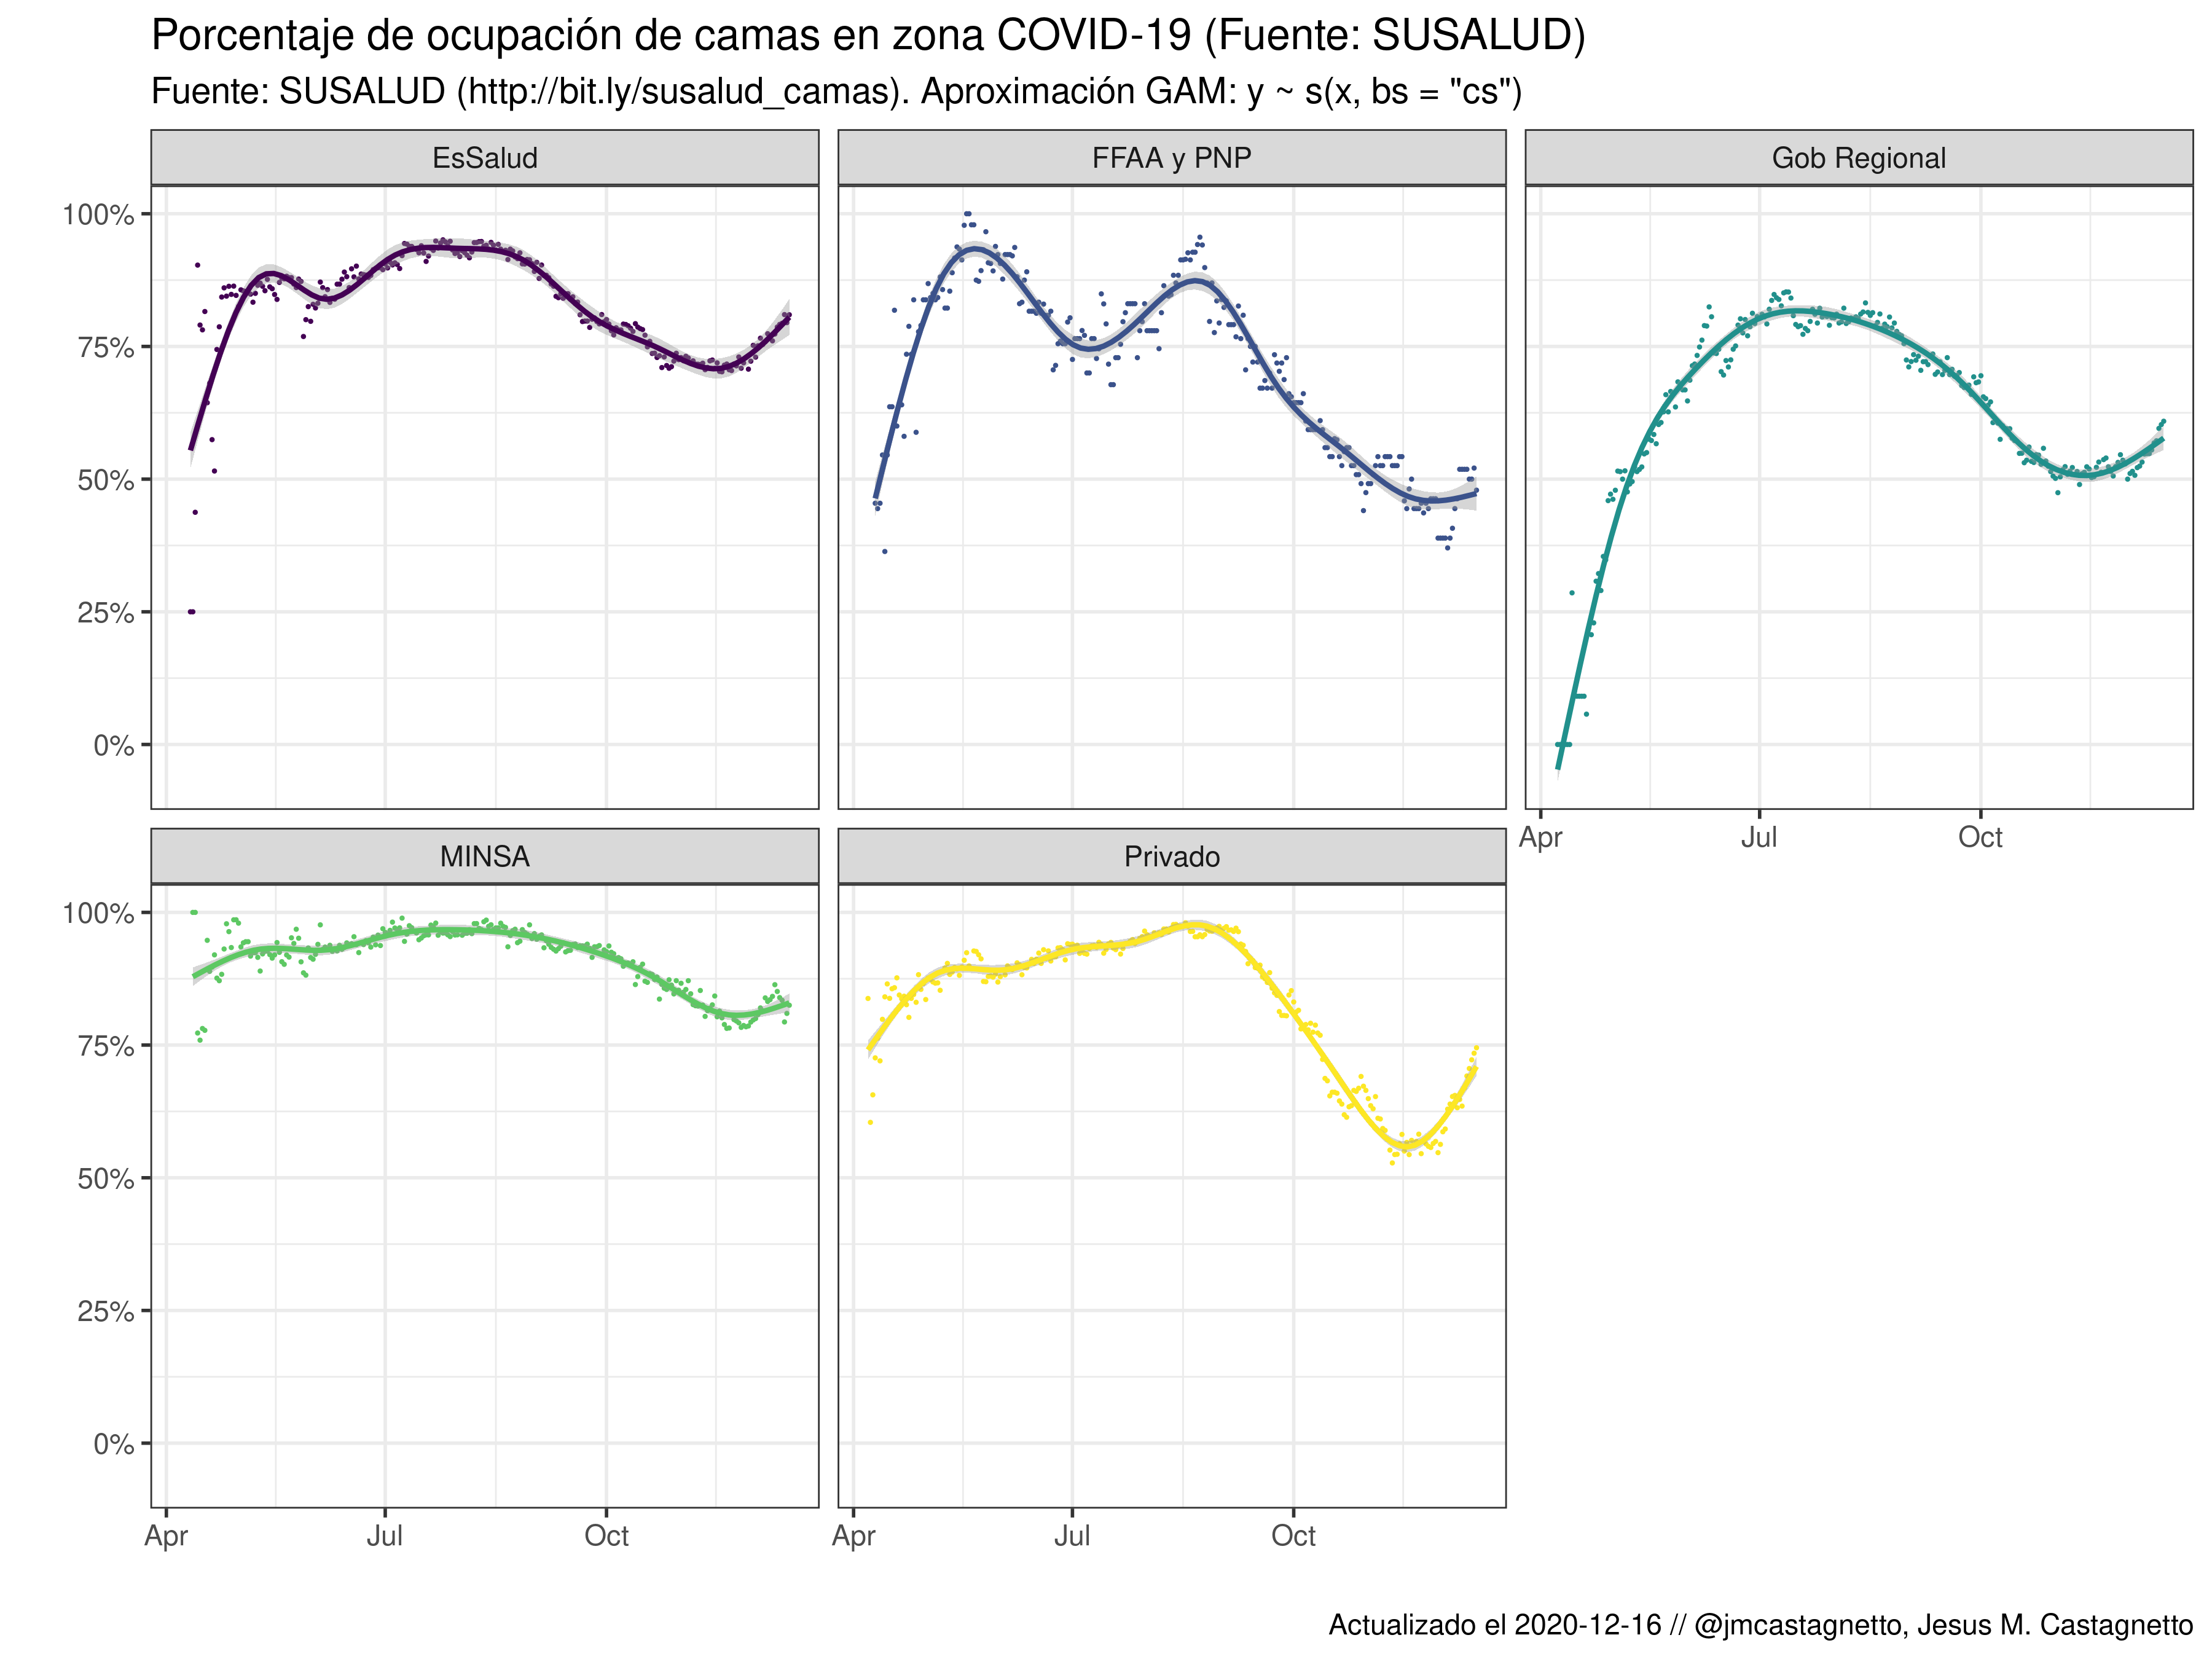 Porcentaje de ocupación de camas en zona COVID-19 (Fuente: SUSALUD)
Fuente: SUSALUD (http://bit.ly/susalud_camas). Aproximación GAM: y ~ s(x, bs = "cs")
EsSalud
FFAA y PNP
Gob Regional
100%
75%
50%
25%
0%
Apr
Jul
Oct
MINSA
Privado
100%
75%
50%
25%
0%
Apr
Jul
Oct
Apr
Jul
Oct
Actualizado el 2020-12-16 // @jmcastagnetto, Jesus M. Castagnetto